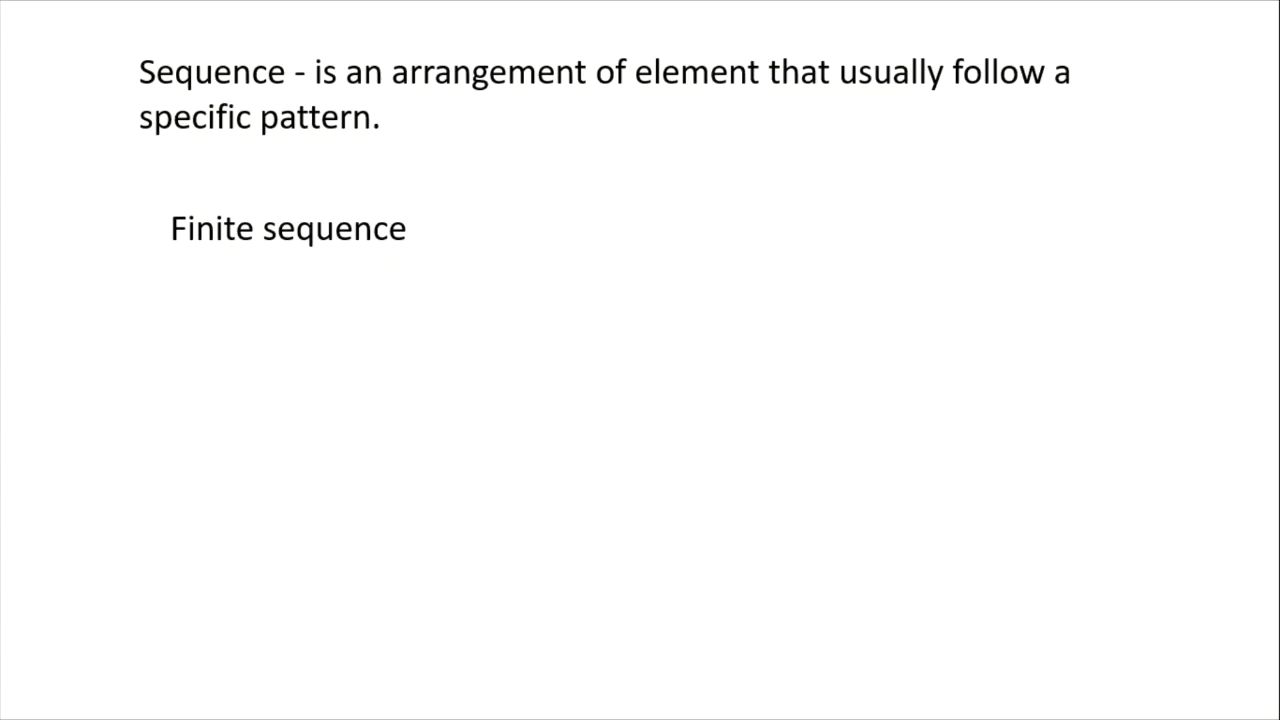 Sequence - is an arrangement of element that usually follow a
specific pattern.
Finite sequence